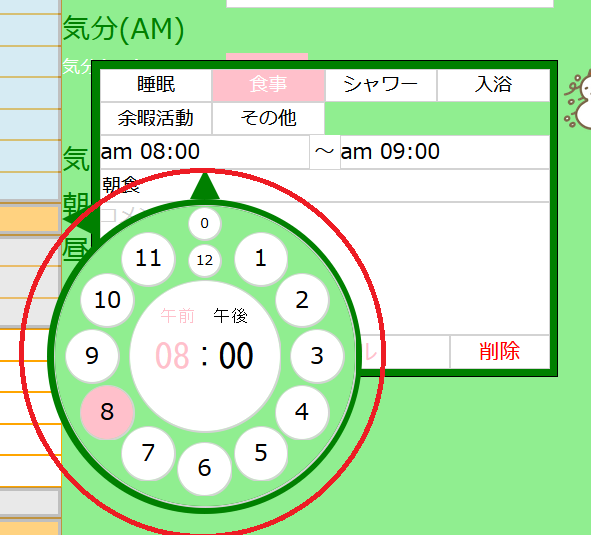 気分(AM)
気分
睡眠 食事 シャワー 入浴
余暇活動 その他
気
am 08:00 ～ am 09:00
朝食
朝
コメン
昼
0
11 12 1
10 2
午前 午後
9 08 : 00 3
ル 削除
8 4
7 5
6